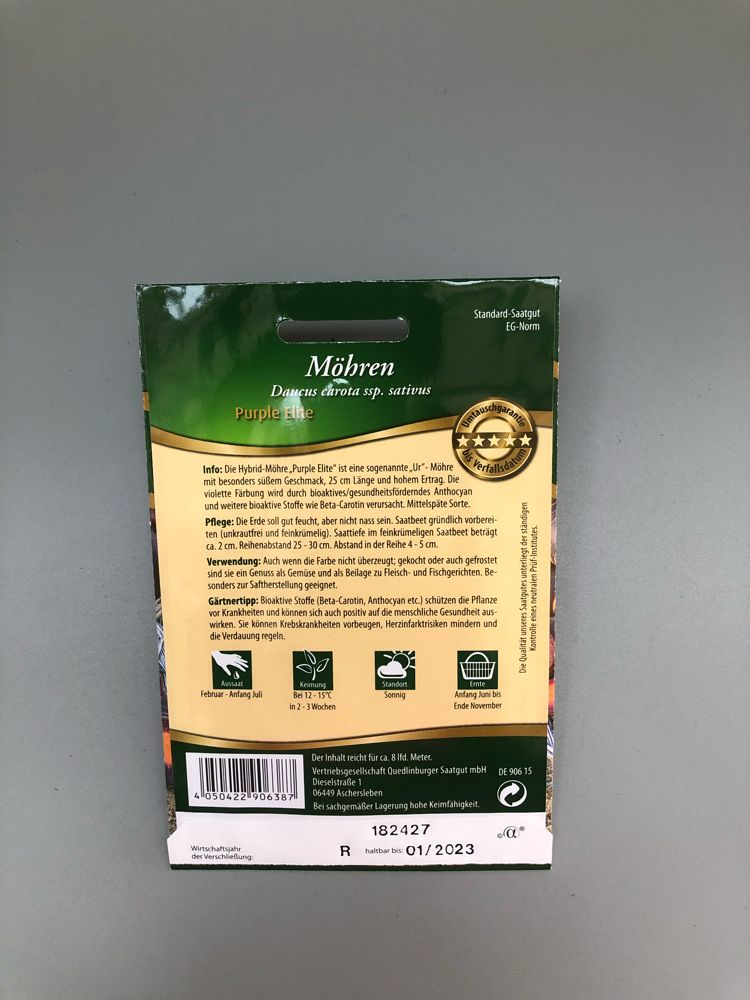 Standard-Saatgut
EG-Norm
Möhren
Daucus carota ssp. sativus
Purple Elite
Umtauschgarantie
bis Verfallsdatum
Info: Die Hybrid-Möhre „Purple Elite" ist eine sogenannte „Ur"- Möhre
mit besonders süßem Geschmack, 25 cm Länge und hohem Ertrag. Die
violette Färbung wird durch bioaktives/gesundheitsförderndes Anthocyan
und weitere bioaktive Stoffe wie Beta-Carotin verursacht. Mittelspäte Sorte.
Pflege: Die Erde soll gut feucht, aber nicht nass sein. Saatbeet gründlich vorberei-
ten (unkrautfrei und feinkrümelig). Saattiefe im feinkrümeligen Saatbeet beträgt
ca. 2 cm. Reihenabstand 25 - 30 cm. Abstand in der Reihe 4 - 5 cm.
Verwendung: Auch wenn die Farbe nicht überzeugt; gekocht oder auch gefrostet
sind sie ein Genuss als Gemüse und als Beilage zu Fleisch- und Fischgerichten. Be-
sonders zur Saftherstellung geeignet.
Gärtnertipp: Bioaktive Stoffe (Beta-Carotin, Anthocyan etc.) schützen die Pflanze
vor Krankheiten und können sich auch positiv auf die menschliche Gesundheit aus-
wirken. Sie können Krebskrankheiten vorbeugen, Herzinfarktrisiken mindern und
die Verdauung regeln.
Die Qualität unseres Saatgutes unterliegt der ständigen
Kontrolle eines neutralen Prüf-Institutes.
Aussaat
Februar - Anfang Juli
Keimung
Bei 12 - 15°C
in 2 - 3 Wochen
Standort
Sonnig
Ernte
Anfang Juni bis
Ende November
4 050422 906387
Der Inhalt reicht für ca. 8 lfd. Meter.
Vertriebsgesellschaft Quedlinburger Saatgut mbH
Dieselstraße 1
06449 Aschersleben
Bei sachgemäßer Lagerung hohe Keimfähigkeit.
DE 906 15
182427
©α®
Wirtschaftsjahr
der Verschließung:
R haltbar bis: 01/2023